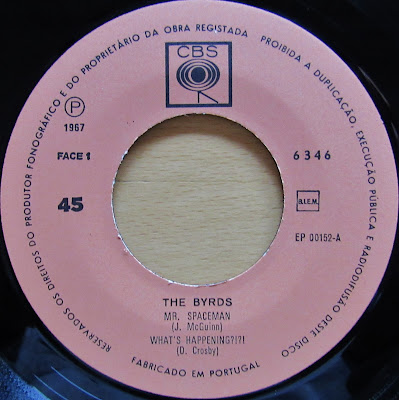 RESERVADOS OS DIREITOS DO PRODUTOR FONOGRÁFICO E DO PROPRIETÁRIO DA OBRA REGISTADA PROIBIDA A DUPLICAÇÃO, EXECUÇÃO PÚBLICA E RADIODIFUSÃO DESTE DISCO
CBS
P
1967
FACE 1
6346
45
B.I.E.M.
EP 00152-A
THE BYRDS
MR. SPACEMAN
(J. McGuinn)
WHAT'S HAPPENING?!?!
(D. Crosby)
FABRICADO EM PORTUGAL